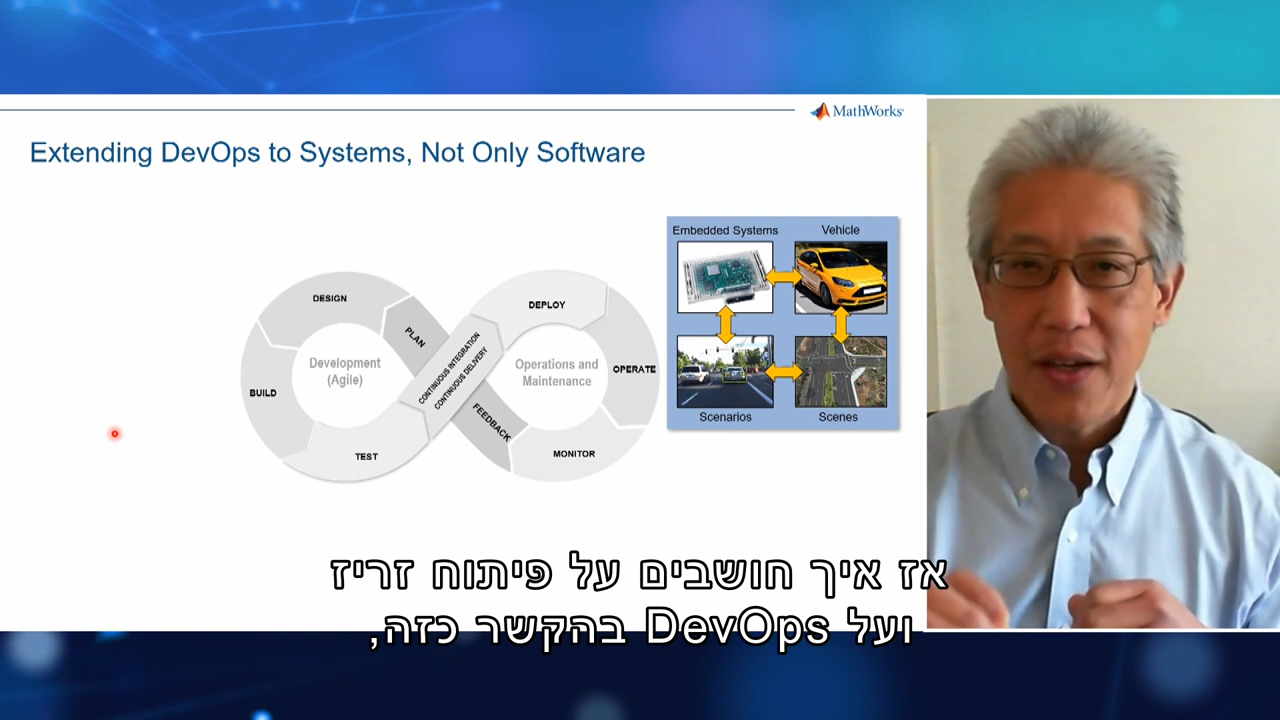 MathWorks
Extending DevOps to Systems, Not Only Software
Embedded Systems
Vehicle
Scenarios
Scenes
DESIGN
PLAN
BUILD
TEST
Development
(Agile)
CONTINUOUS INTEGRATION
CONTINUOUS DELIVERY
DEPLOY
OPERATE
MONITOR
FEEDBACK
Operations and
Maintenance
אז איך חושבים על פיתוח זריז
ועל DevOps בהקשר כזה,